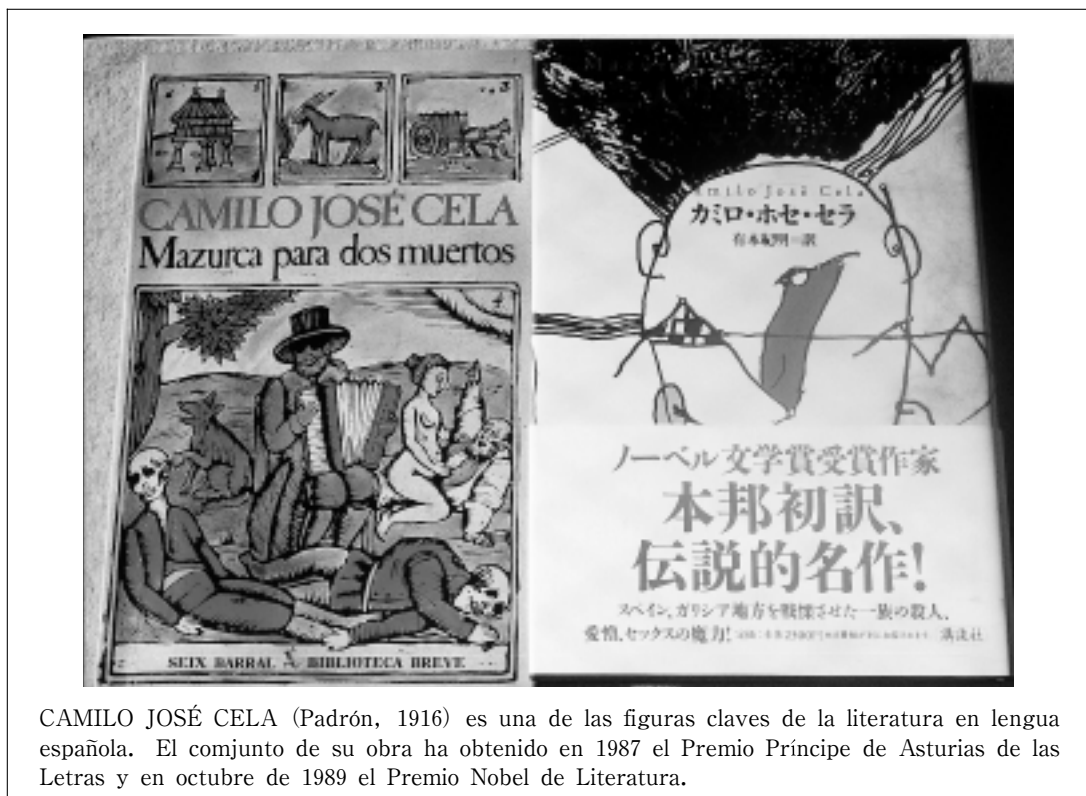 CAMILO JOSÉ CELA
Mazurca para dos muertos
SEIX BARRAL BIBLIOTECA BREVE
Camilo José Cela
カミロ・ホセ・セラ
有本紀明=訳
ノーベル文学賞受賞作家
本邦初訳、
伝説的名作!
スペイン、ガリシア地方を戦慄させた一族の殺人、
愛憎、セックスの魔力!
CAMILO JOSÉ CELA (Padrón, 1916) es una de las figuras claves de la literatura en lengua
española. El comjunto de su obra ha obtenido en 1987 el Premio Príncipe de Asturias de las
Letras y en octubre de 1989 el Premio Nobel de Literatura.